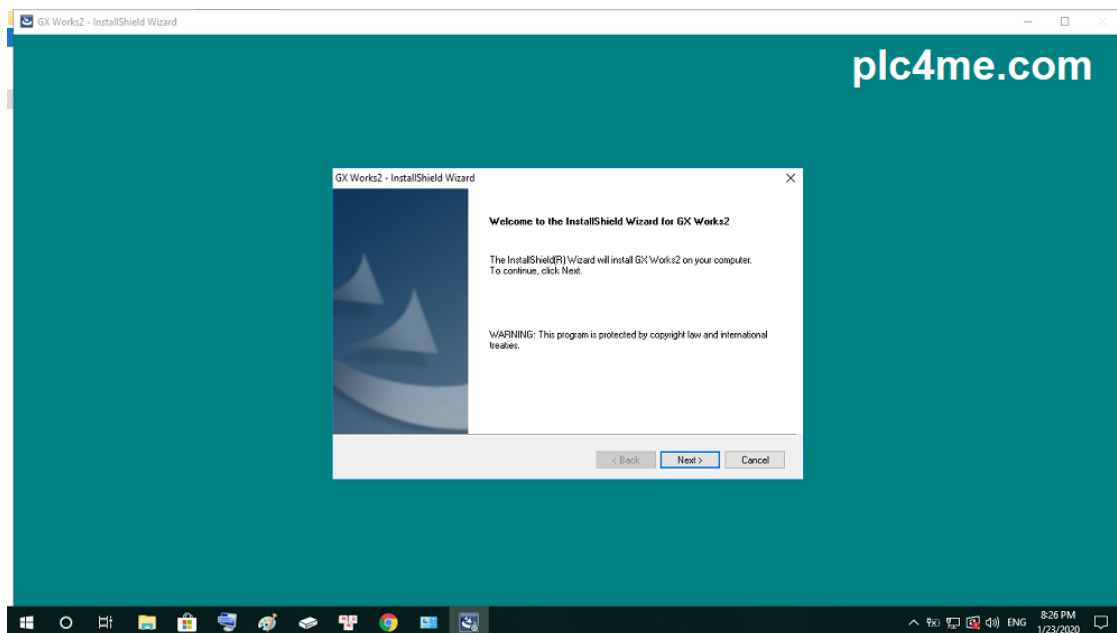 GX Works2 - InstallShield Wizard
plc4me.com
GX Works2 - InstallShield Wizard
Welcome to the InstallShield Wizard for GX Works2
The InstallShield(R) Wizard will install GX Works2 on your computer.
To continue, click Next.
WARNING: This program is protected by copyright law and international
treaties.
< Back
Next >
Cancel
ENG
8:26 PM
1/23/2020